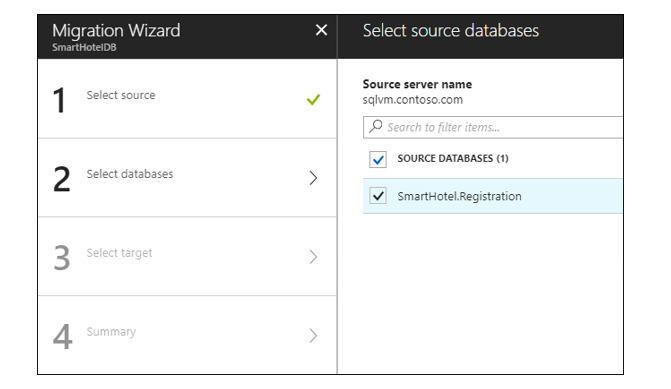 Migration Wizard
SmartHotelDB
1 Select source
2 Select databases
3 Select target
4 Summary
Select source databases
Source server name
sqlvm.contoso.com
Search to filter items...
SOURCE DATABASES (1)
SmartHotel.Registration